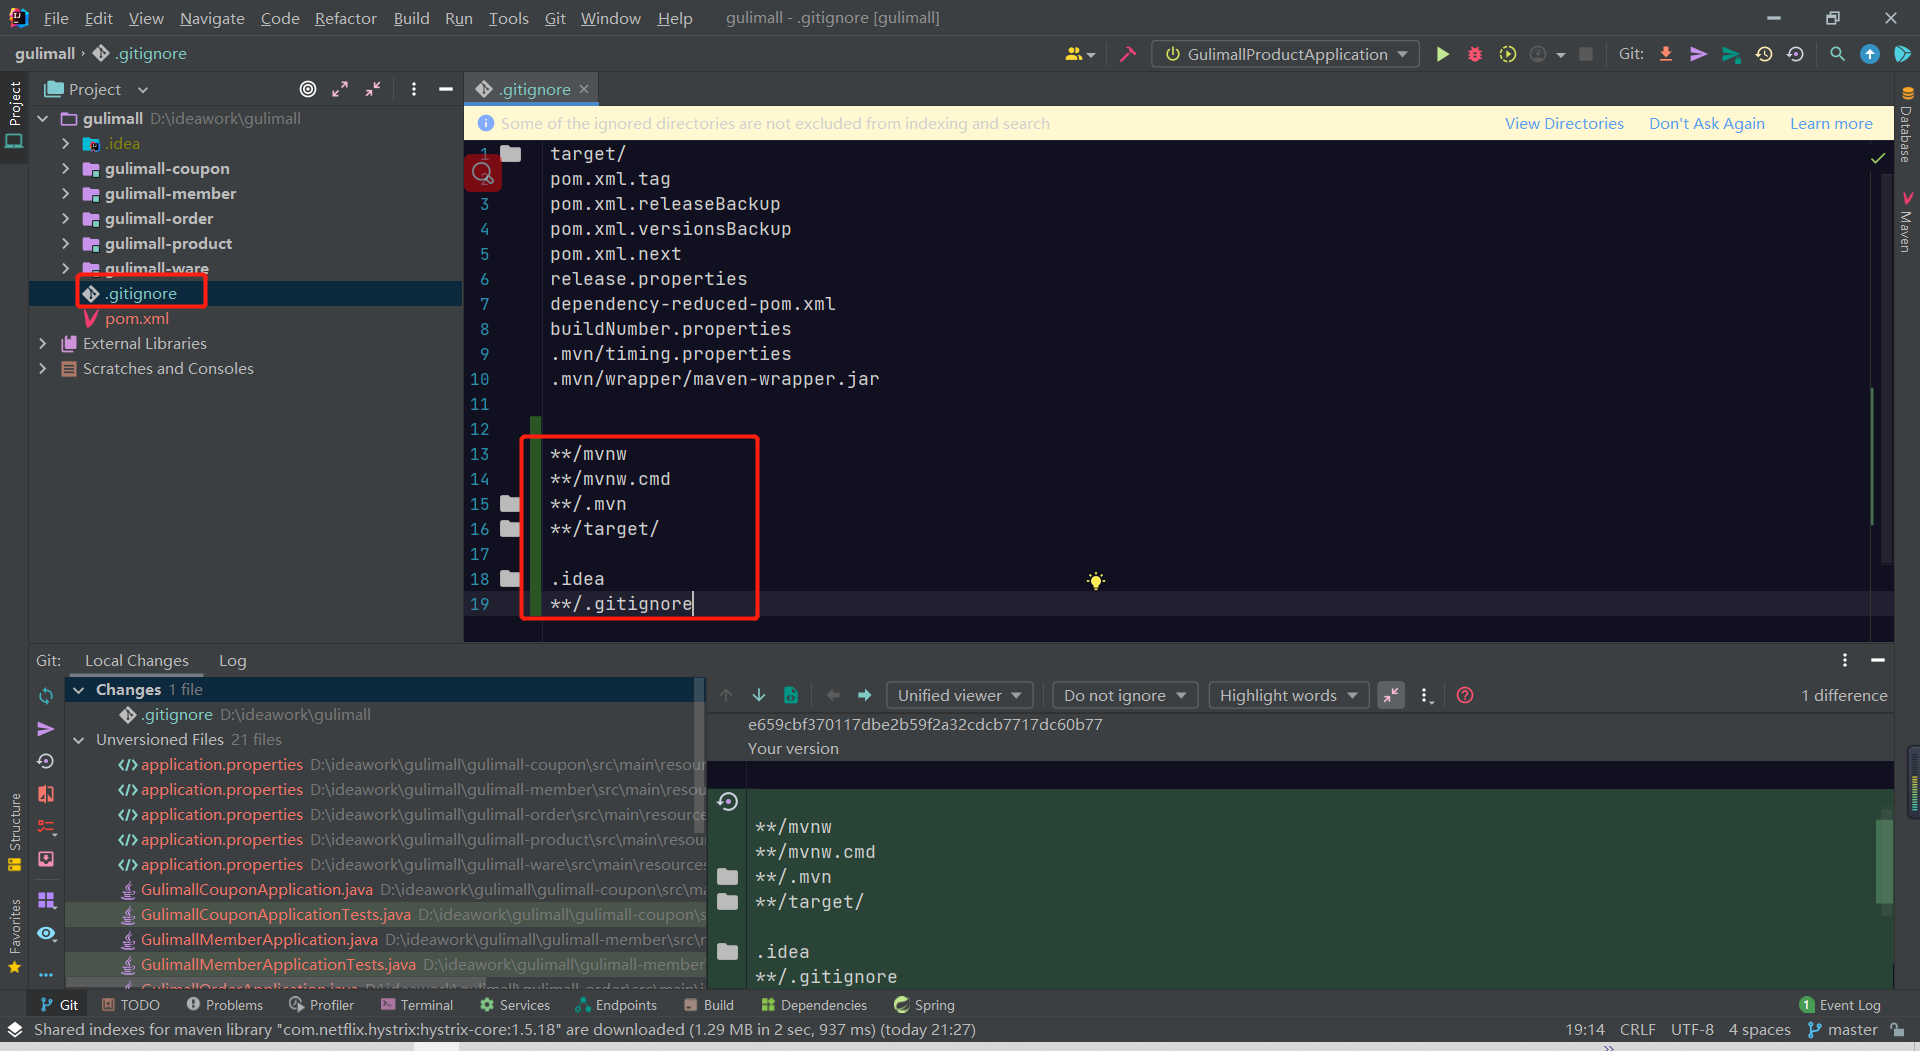 File Edit View Navigate Code Refactor Build Run Tools Git Window Help gulimall - .gitignore [gulimall]
gulimall › .gitignore GulimallProductApplication Git:
Project
Project
.gitignore
Some of the ignored directories are not excluded from indexing and search View Directories Don't Ask Again Learn more
gulimall D:\ideawork\gulimall
.idea
gulimall-coupon
gulimall-member
gulimall-order
gulimall-product
gulimall-ware
.gitignore
pom.xml
External Libraries
Scratches and Consoles
1 target/
pom.xml.tag
3 pom.xml.releaseBackup
4 pom.xml.versionsBackup
5 pom.xml.next
6 release.properties
7 dependency-reduced-pom.xml
8 buildNumber.properties
9 .mvn/timing.properties
10 .mvn/wrapper/maven-wrapper.jar
11
12
13 **/mvnw
14 **/mvnw.cmd
15 **/.mvn
16 **/target/
17
18 .idea
19 **/.gitignore
Database
Maven
Git: Local Changes Log
Changes 1 file
.gitignore D:\ideawork\gulimall
Unversioned Files 21 files
application.properties D:\ideawork\gulimall\gulimall-coupon\src\main\resour
application.properties D:\ideawork\gulimall\gulimall-member\src\main\resou
application.properties D:\ideawork\gulimall\gulimall-order\src\main\resource
application.properties D:\ideawork\gulimall\gulimall-product\src\main\resou
application.properties D:\ideawork\gulimall\gulimall-ware\src\main\resources
GulimallCouponApplication.java D:\ideawork\gulimall\gulimall-coupon\src\ma
GulimallCouponApplicationTests.java D:\ideawork\gulimall\gulimall-coupon\s
GulimallMemberApplication.java D:\ideawork\gulimall\gulimall-member\src\r
GulimallMemberApplicationTests.java D:\ideawork\gulimall\gulimall-member
GulimallOrderApplication.java D:\ideawork\gulimall\gulimall-order\src\main\j
Unified viewer Do not ignore Highlight words 1 difference
e659cbf370117dbe2b59f2a32cdcb7717dc60b77
Your version
**/mvnw
**/mvnw.cmd
**/.mvn
**/target/
.idea
**/.gitignore
Structure
Favorites
Git TODO Problems Profiler Terminal Services Endpoints Build Dependencies Spring 1 Event Log
Shared indexes for maven library "com.netflix.hystrix:hystrix-core:1.5.18" are downloaded (1.29 MB in 2 sec, 937 ms) (today 21:27) 19:14 CRLF UTF-8 4 spaces master